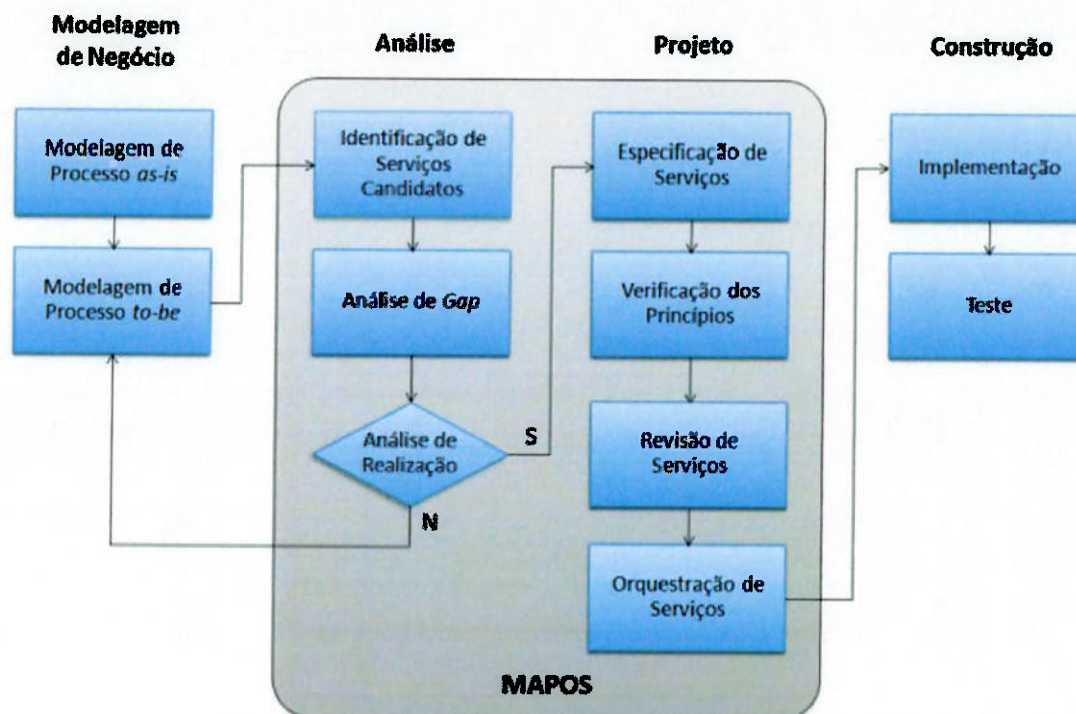 Modelagem
de Negócio
Análise
Projeto
Construção
Modelagem de
Processo as-is
Modelagem de
Processo to-be
Identificação de
Serviços
Candidatos
Análise de Gap
Análise de
Realização
S
N
Especificação de
Serviços
Verificação dos
Princípios
Revisão de
Serviços
Orquestração de
Serviços
Implementação
Teste
MAPOS